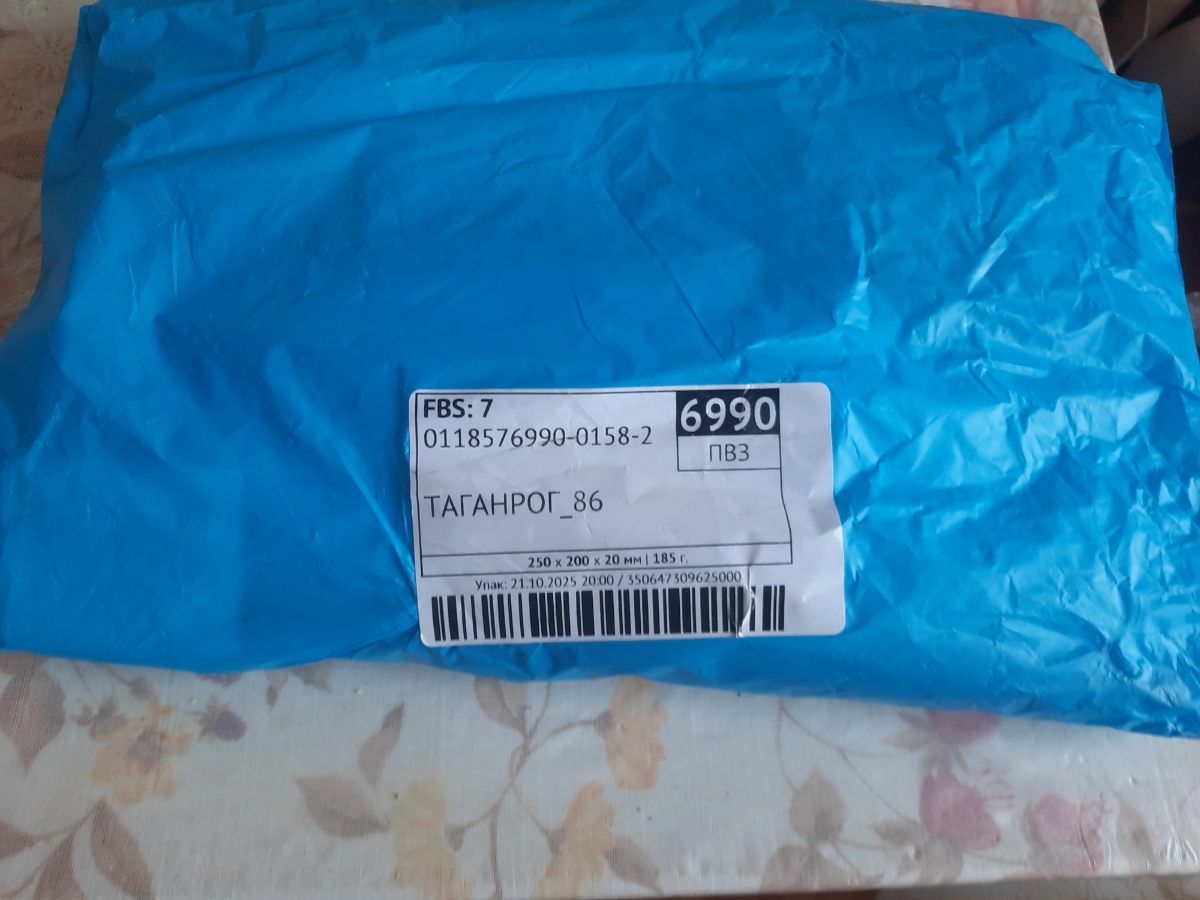 FBS: 7
6990
0118576990-0158-2
ПВЗ
ТАГАНРОГ_86
250 х 200 х 20 мм | 185 г.
Упак: 21.10.2025 20:00 / 350647309625000